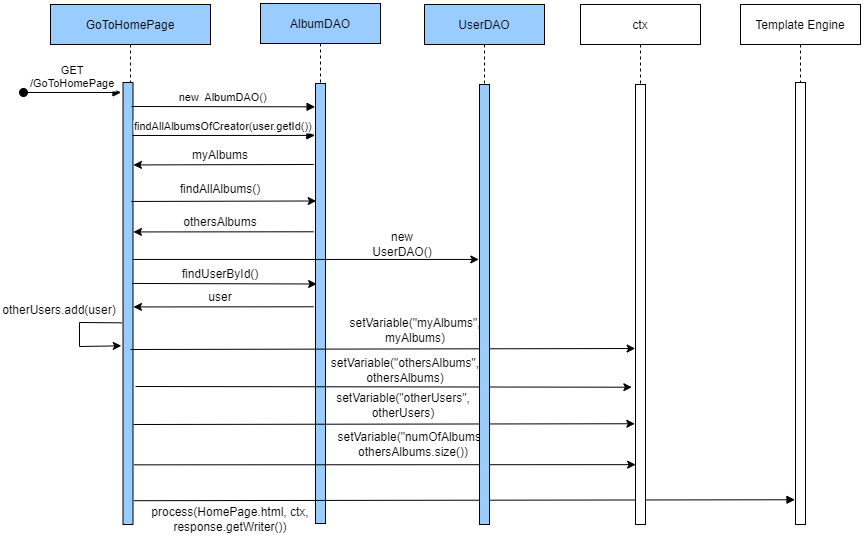 GoToHomePage
AlbumDAO
UserDAO
ctx
Template Engine
GET
/GoToHomePage
new AlbumDAO()
findAllAlbumsOfCreator(user.getId())
myAlbums
findAllAlbums()
othersAlbums
new
UserDAO()
findUserById()
user
otherUsers.add(user)
setVariable("myAlbums",
myAlbums)
setVariable("othersAlbums",
othersAlbums)
setVariable("otherUsers",
otherUsers)
setVariable("numOfAlbums
othersAlbums.size())
process(HomePage.html, ctx,
response.getWriter())